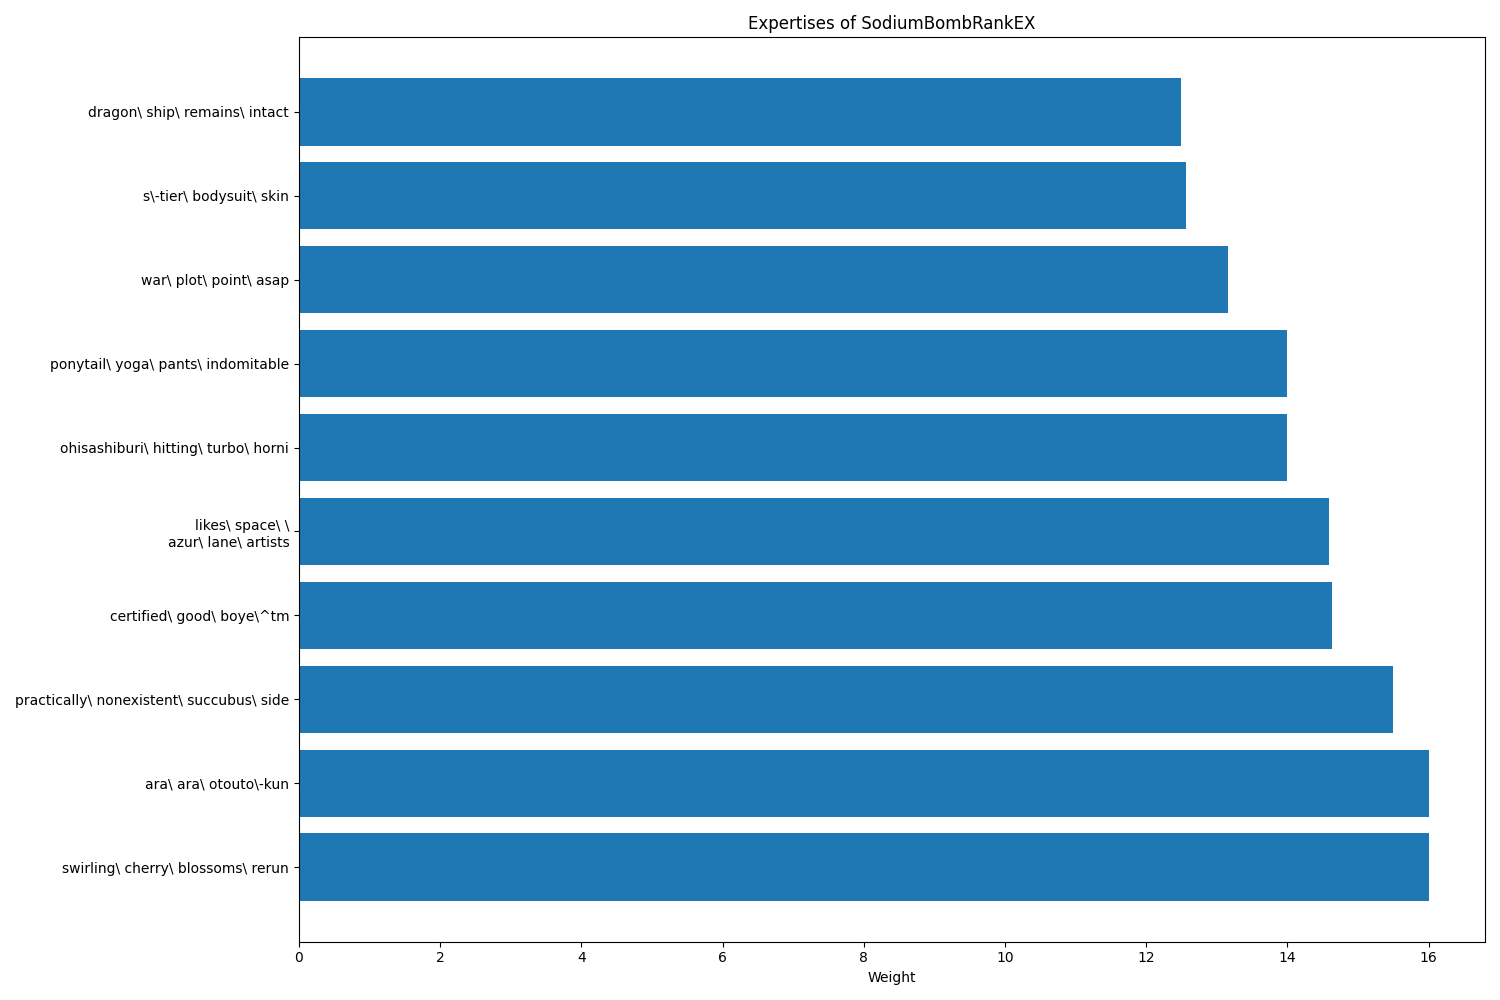 Expertises of SodiumBombRankEX
dragon\ ship\ remains\ intact
s\-tier\ bodysuit\ skin
war\ plot\ point\ asap
ponytail\ yoga\ pants\ indomitable
ohisashiburi\ hitting\ turbo\ horni
likes\ space\ \
azur\ lane\ artists
certified\ good\ boye\^tm
practically\ nonexistent\ succubus\ side
ara\ ara\ otouto\-kun
swirling\ cherry\ blossoms\ rerun
0 2 4 6 8 10 12 14 16
Weight